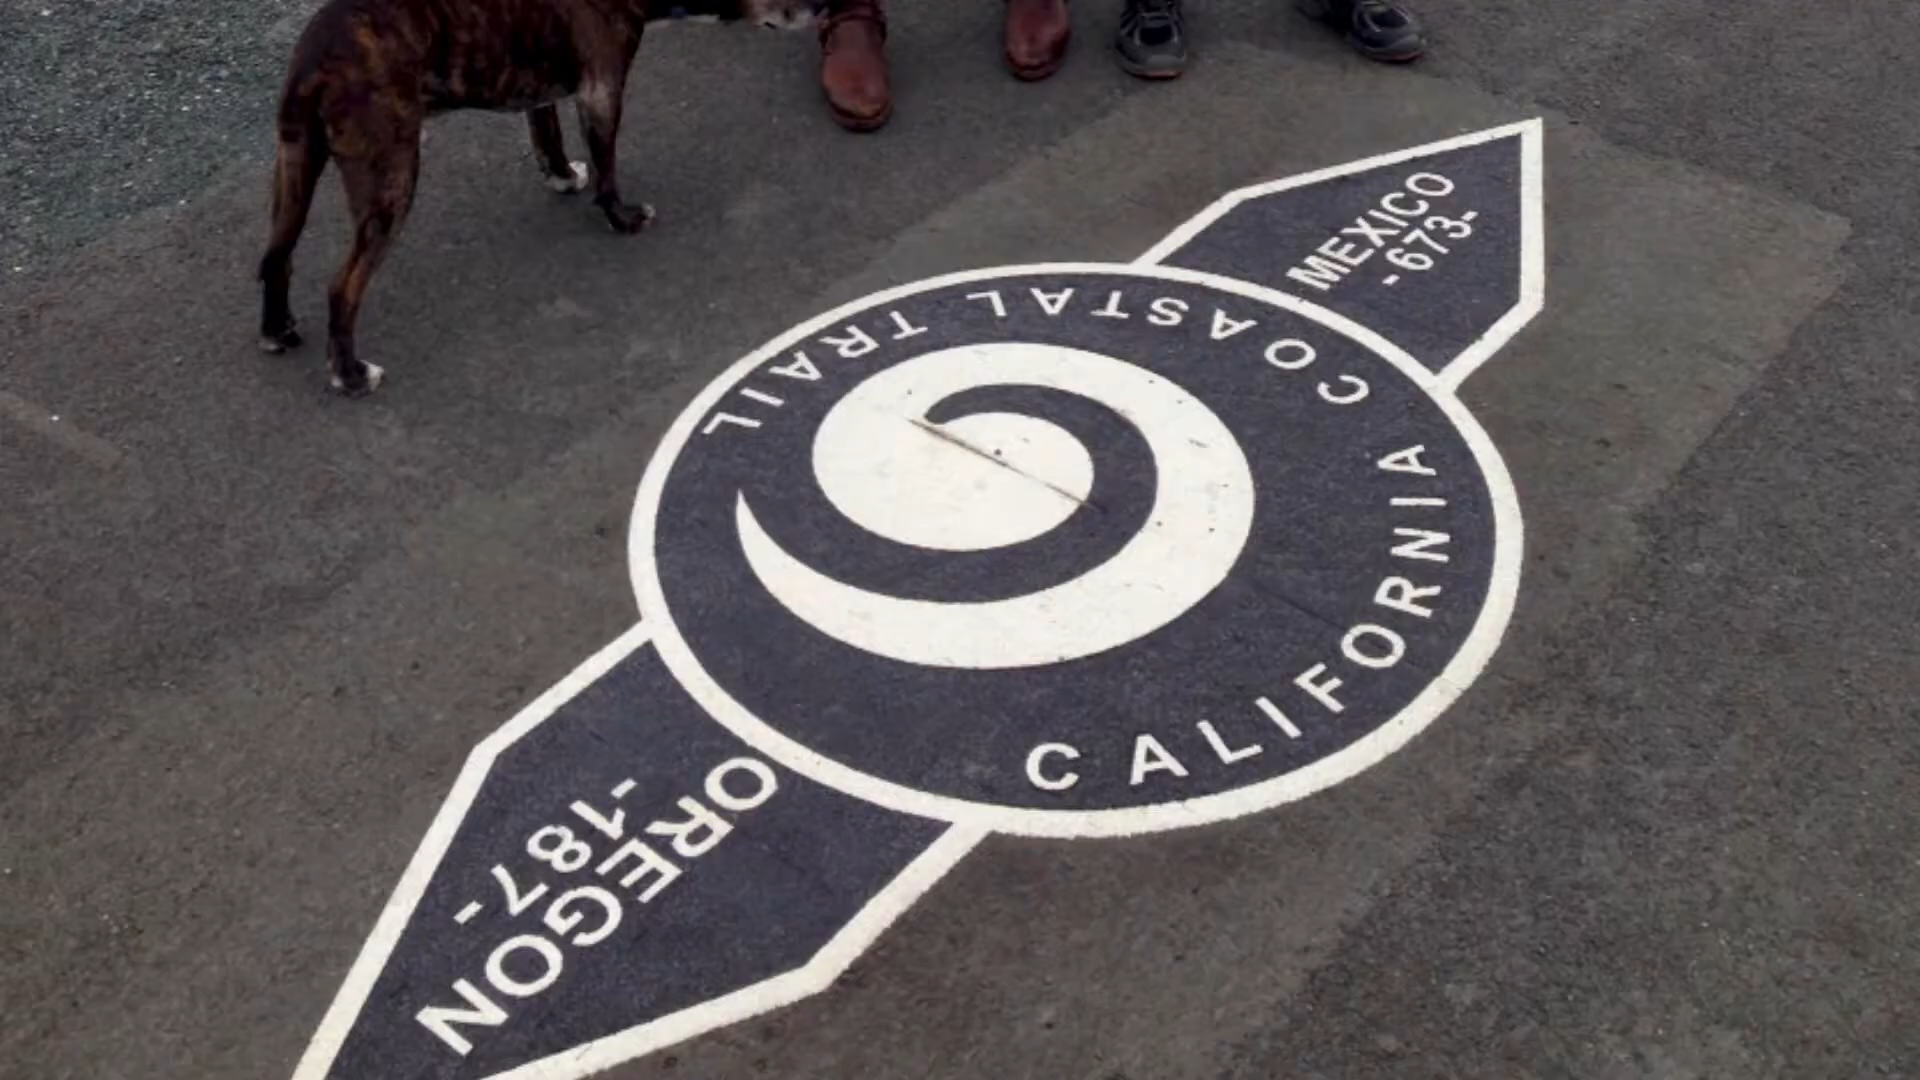 MEXICO
-673-
CALIFORNIA COASTAL TRAIL
OREGON
-187-